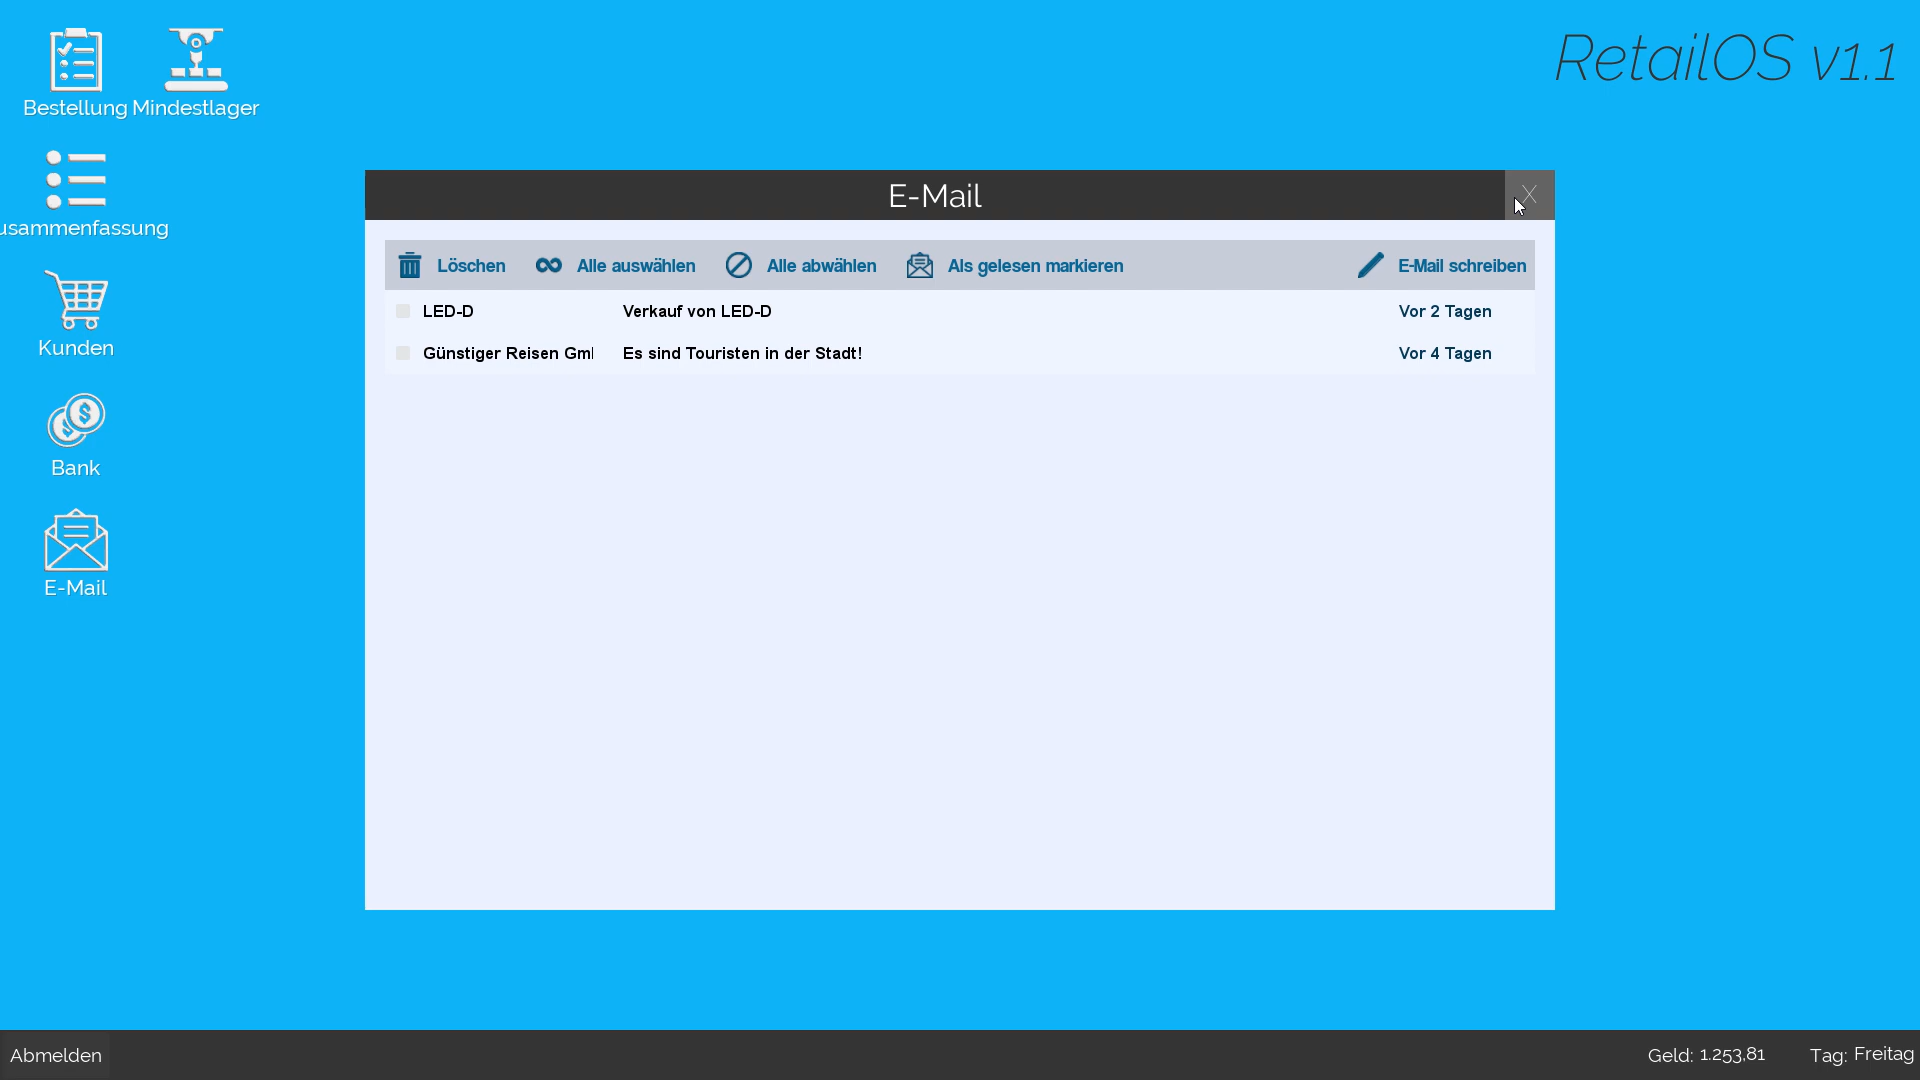 RetailOS v1.1
Bestellung
Mindestlager
usammenfassung
Kunden
Bank
E-Mail
E-Mail
X
Löschen
Alle auswählen
Alle abwählen
Als gelesen markieren
E-Mail schreiben
LED-D
Verkauf von LED-D
Vor 2 Tagen
Günstiger Reisen Gm
Es sind Touristen in der Stadt!
Vor 4 Tagen
Abmelden
Geld: 1.253,81
Tag: Freitag